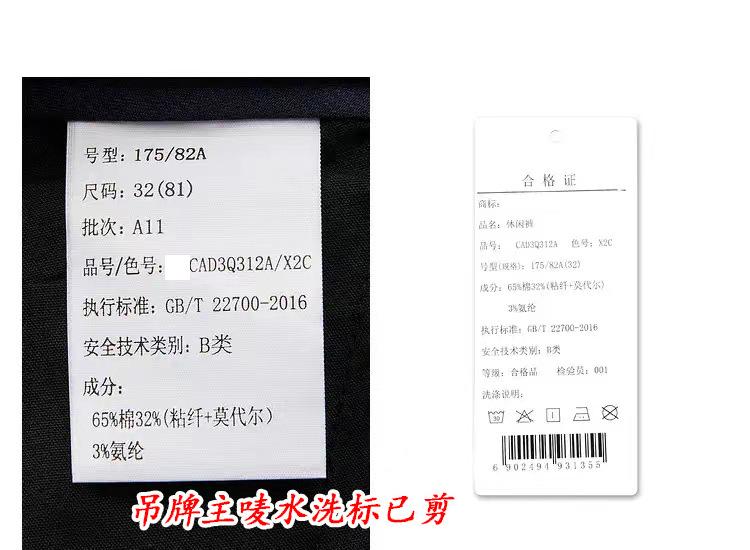 号型: 175/82A
尺码: 32(81)
批次: A11
品号/色号: CAD3Q312A/X2C
执行标准: GB/T 22700-2016
安全技术类别: B类
成分:
65%棉32%(粘纤+莫代尔)
3%氨纶
合格证
商标:
品名: 休闲裤
品号: CAD3Q312A 色号: X2C
号型(规格): 175/82A(32)
成分: 65%棉32%(粘纤+莫代尔)
3%氨纶
执行标准: GB/T 22700-2016
安全技术类别: B类
等级: 合格品 检验员: 001
洗涤说明:
30
6 902494 931355
吊牌主唛水洗标已剪